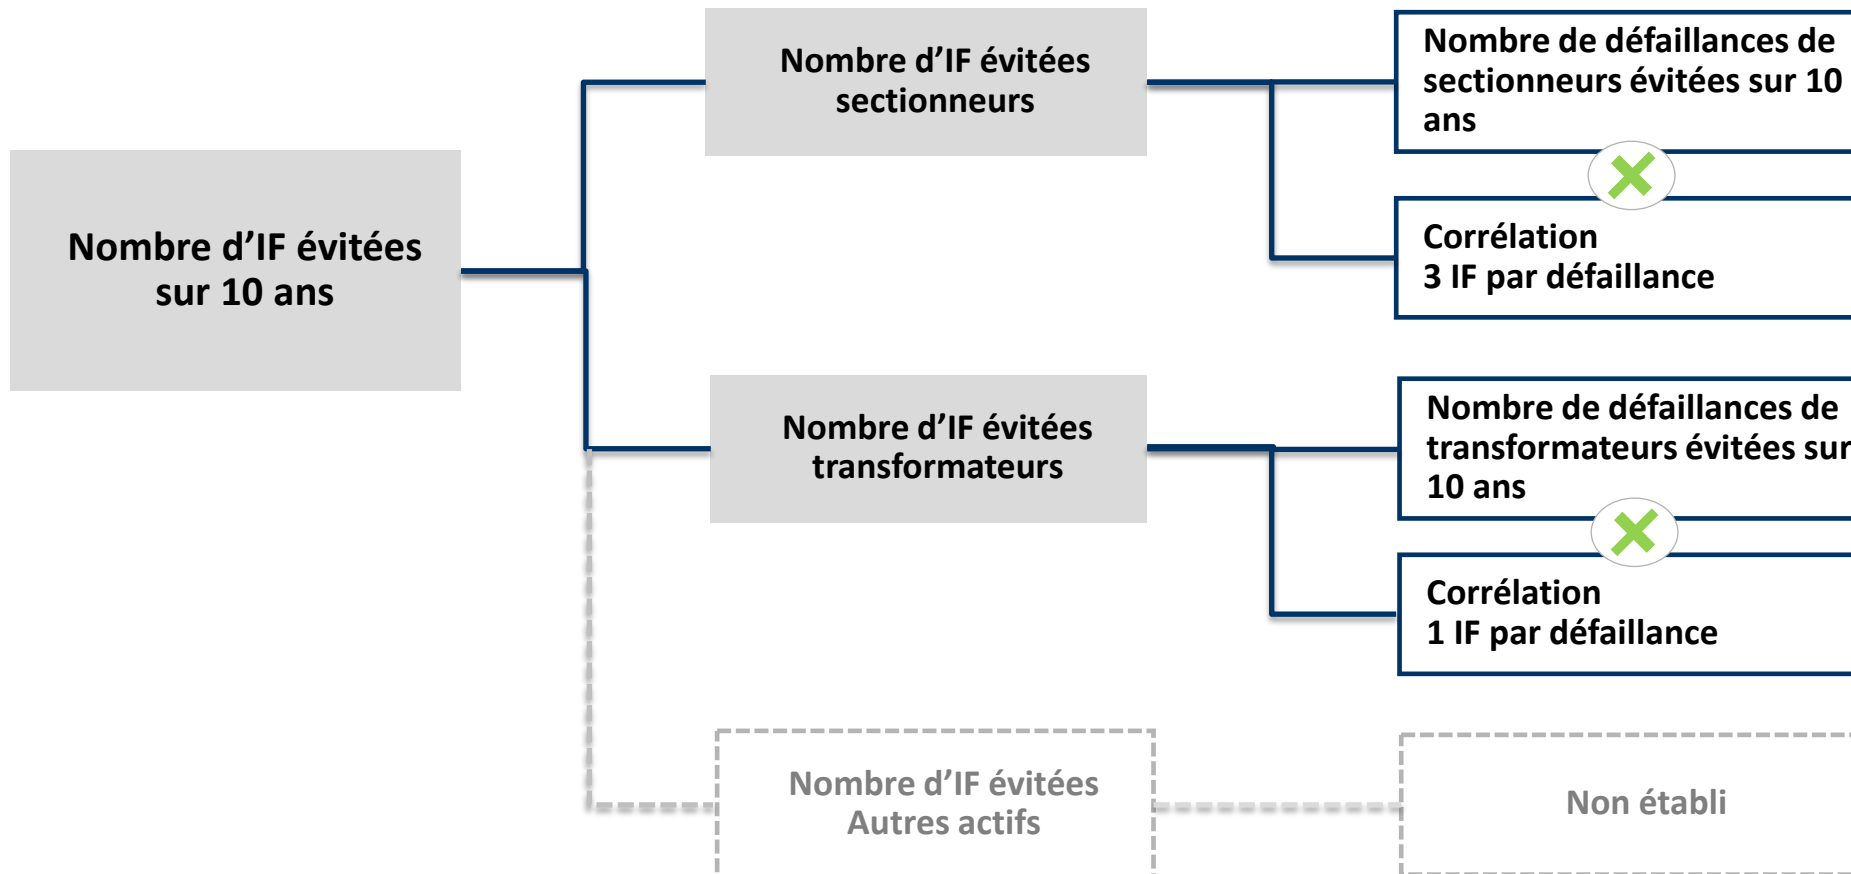 Nombre d’IF évitées
sur 10 ans
Nombre d’IF évitées
sectionneurs
Nombre de défaillances de
sectionneurs évitées sur 10
ans
Corrélation
3 IF par défaillance
Nombre d’IF évitées
transformateurs
Nombre de défaillances de
transformateurs évitées sur
10 ans
Corrélation
1 IF par défaillance
Nombre d’IF évitées
Autres actifs
Non établi